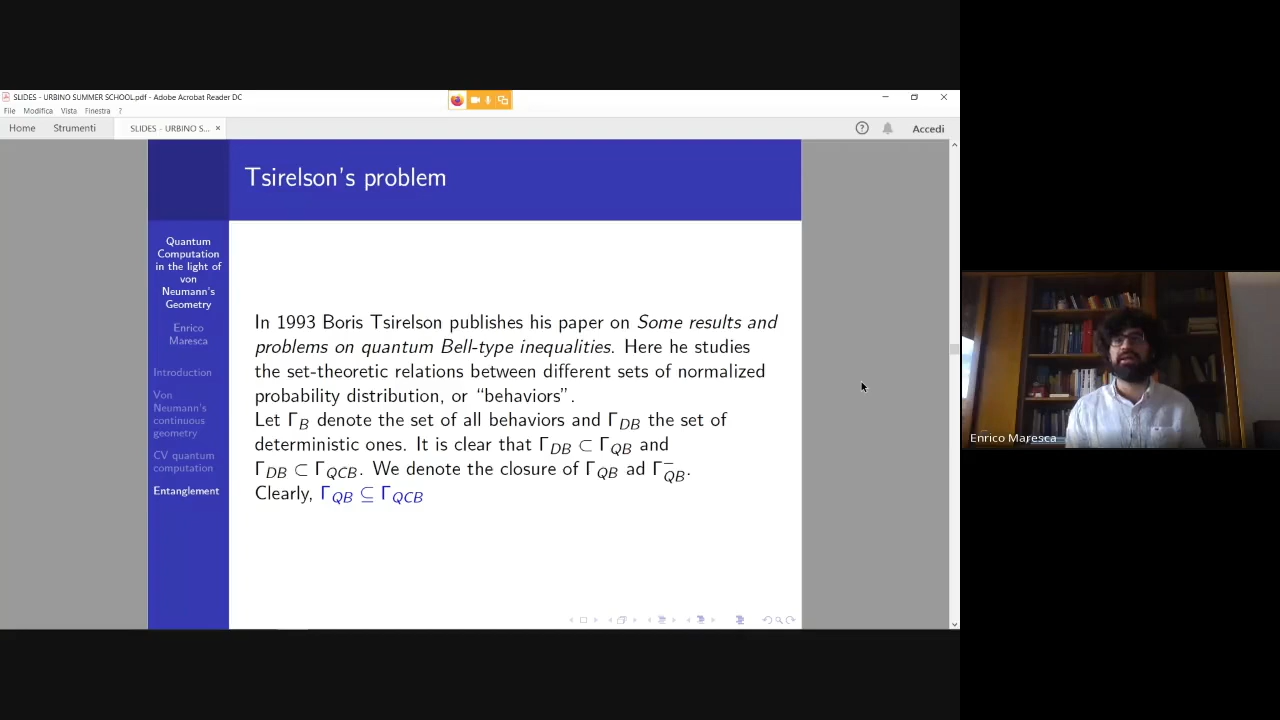 SLIDES - URBINO SUMMER SCHOOL.pdf - Adobe Acrobat Reader DC
File Modifica Vista Finestra ?
Home Strumenti SLIDES - URBINO S... × Accedi
Tsirelson's problem
Quantum
Computation
in the light of
von
Neumann's
Geometry
Enrico
Maresca
Introduction
Von
Neumann's
continuous
geometry
CV quantum
computation
Entanglement
In 1993 Boris Tsirelson publishes his paper on Some results and
problems on quantum Bell-type inequalities. Here he studies
the set-theoretic relations between different sets of normalized
probability distribution, or “behaviors”.
Let Γ_B denote the set of all behaviors and Γ_DB the set of
deterministic ones. It is clear that Γ_DB ⊂ Γ_QB and
Γ_DB ⊂ Γ_QCB. We denote the closure of Γ_QB ad Γ⁻_QB.
Clearly, Γ_QB ⊆ Γ_QCB
Enrico Maresca